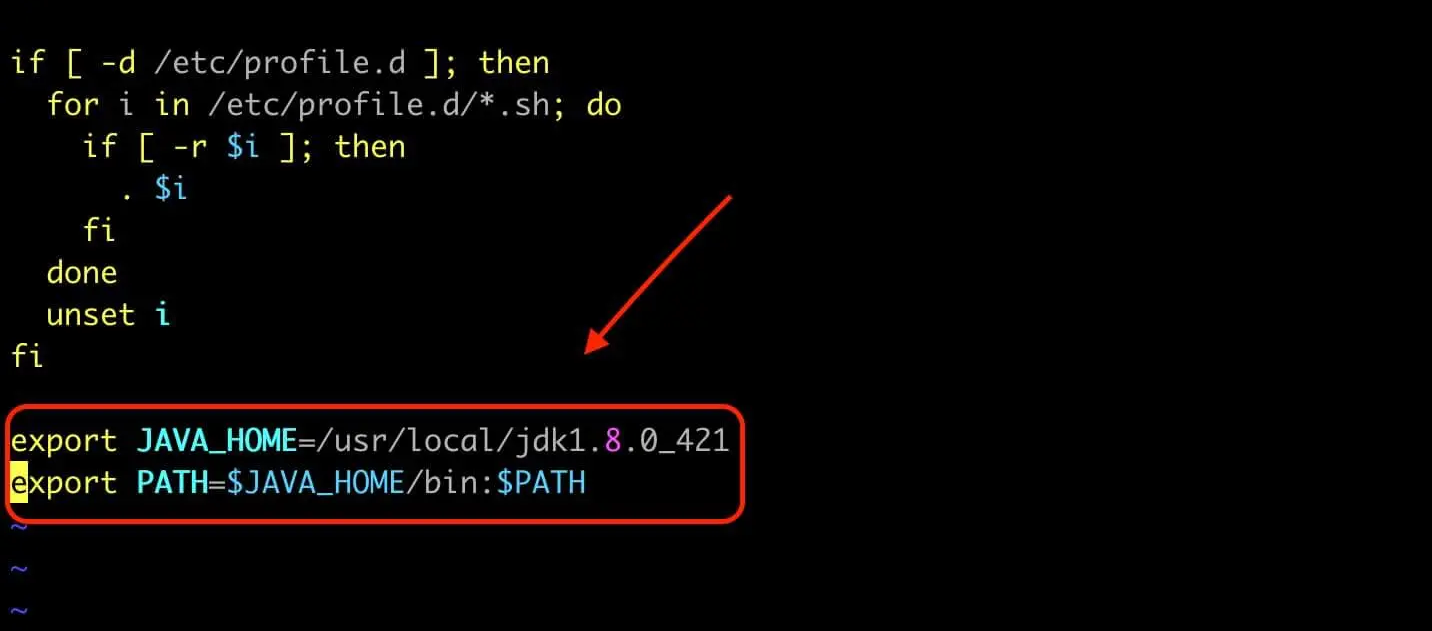 if [ -d /etc/profile.d ]; then
  for i in /etc/profile.d/*.sh; do
    if [ -r $i ]; then
      . $i
    fi
  done
  unset i
fi
export JAVA_HOME=/usr/local/jdk1.8.0_421
export PATH=$JAVA_HOME/bin:$PATH
~
~
~